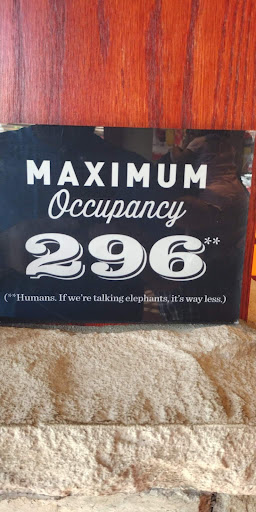 MAXIMUM
Occupancy
296**
(**Humans. If we're talking elephants, it's way less.)